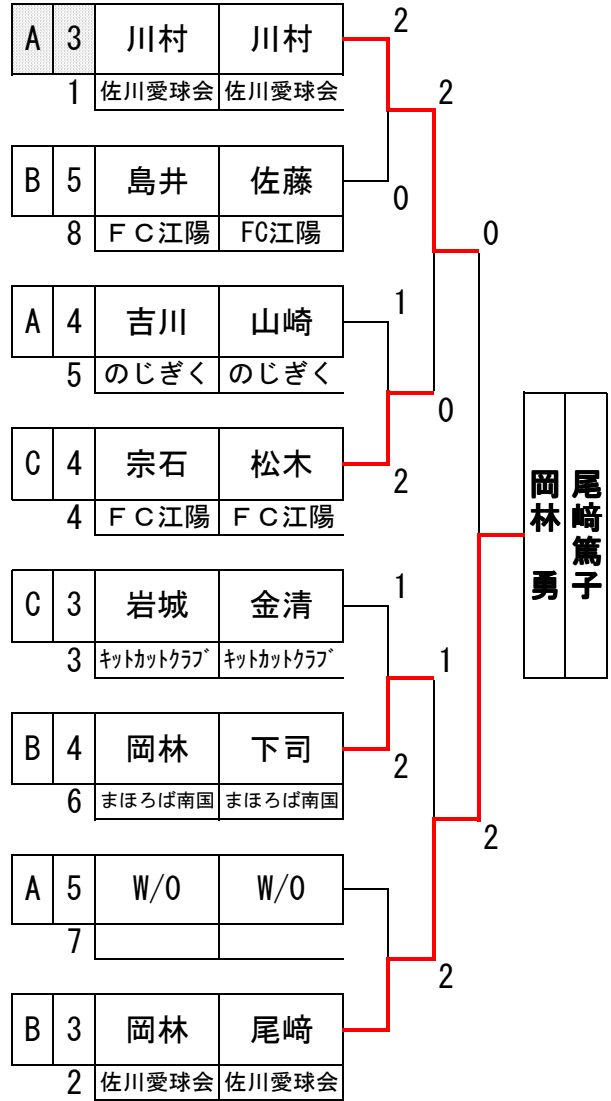 A 3 川村 川村
2
1 佐川愛球会 佐川愛球会
2
B 5 島井 佐藤
0
8 ＦＣ江陽 FC江陽
0
A 4 吉川 山崎
1
5 のじぎく のじぎく
0
C 4 宗石 松木
2
4 ＦＣ江陽 ＦＣ江陽
岡林 勇
尾﨑篤子
C 3 岩城 金清
1
3 ｷｯﾄｶｯﾄｸﾗﾌﾞ ｷｯﾄｶｯﾄｸﾗﾌﾞ
1
B 4 岡林 下司
2
6 まほろば南国 まほろば南国
2
A 5 W/O W/O
7
2
B 3 岡林 尾﨑
2 佐川愛球会 佐川愛球会